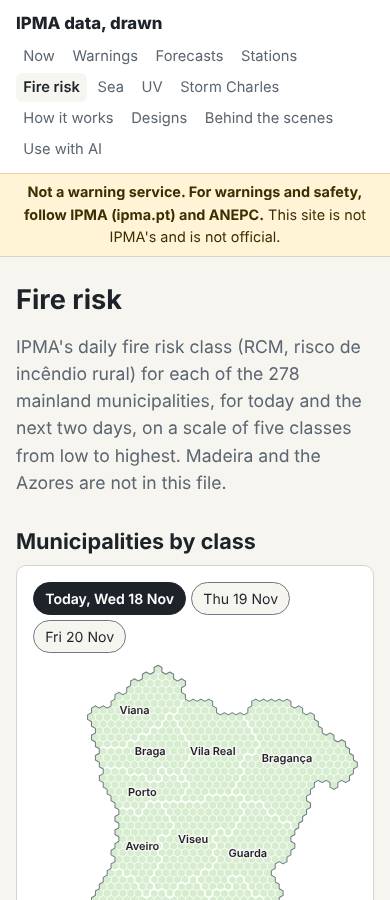 IPMA data, drawn
Now Warnings Forecasts Stations
Fire risk Sea UV Storm Charles
How it works Designs Behind the scenes
Use with AI
Not a warning service. For warnings and safety,
follow IPMA (ipma.pt) and ANEPC. This site is not
IPMA's and is not official.
Fire risk
IPMA's daily fire risk class (RCM, risco de
incêndio rural) for each of the 278
mainland municipalities, for today and the
next two days, on a scale of five classes
from low to highest. Madeira and the
Azores are not in this file.
Municipalities by class
Today, Wed 18 Nov Thu 19 Nov
Fri 20 Nov
Viana
Braga Vila Real Bragança
Porto
Aveiro Viseu Guarda